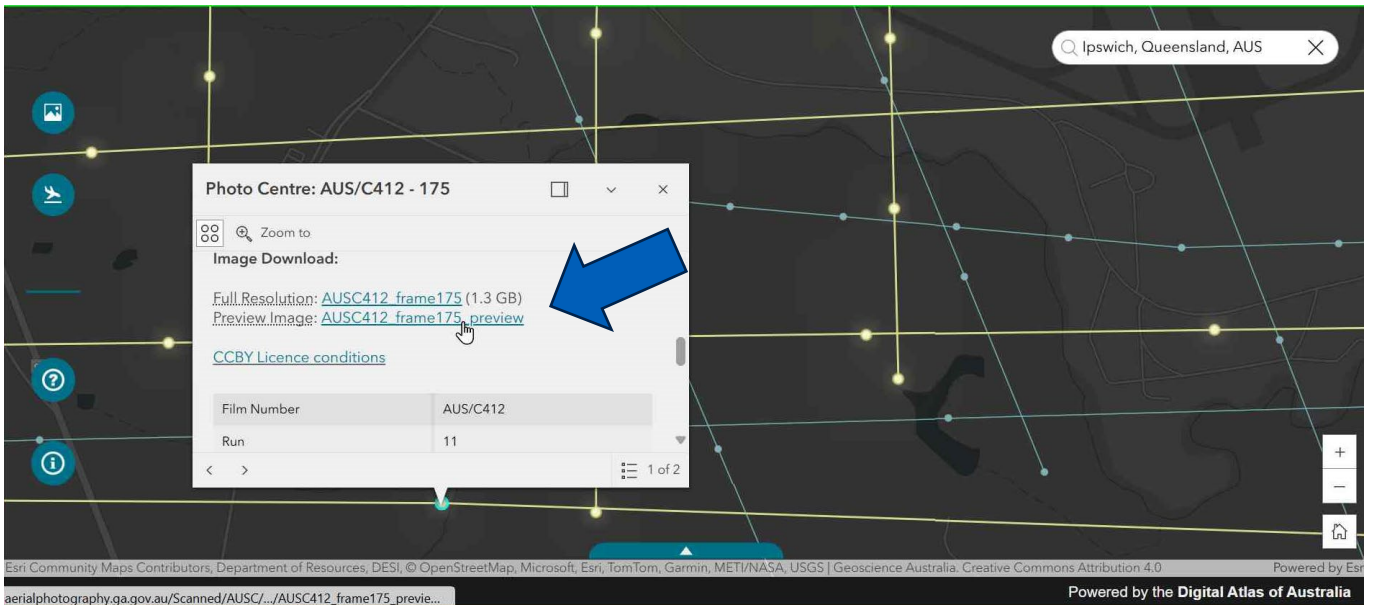 Ipswich, Queensland, AUS
Photo Centre: AUS/C412 - 175
Zoom to
Image Download:
Full Resolution: AUSC412_frame175 (1.3 GB)
Preview Image: AUSC412_frame175_preview
CCBY Licence conditions
Film Number AUS/C412
Run 11
1 of 2
Esri Community Maps Contributors, Department of Resources, DESI, © OpenStreetMap, Microsoft, Esri, TomTom, Garmin, METI/NASA, USGS | Geoscience Australia. Creative Commons Attribution 4.0 Powered by Esr
aerialphotography.ga.gov.au/Scanned/AUSC/.../AUSC412_frame175_previe... Powered by the Digital Atlas of Australia